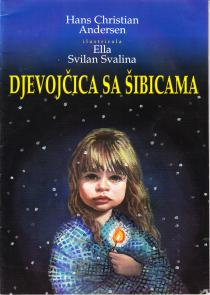 Hans Christian
Andersen
ilustrirala
Ella
Svilan Svalina
DJEVOJČICA SA ŠIBICAMA